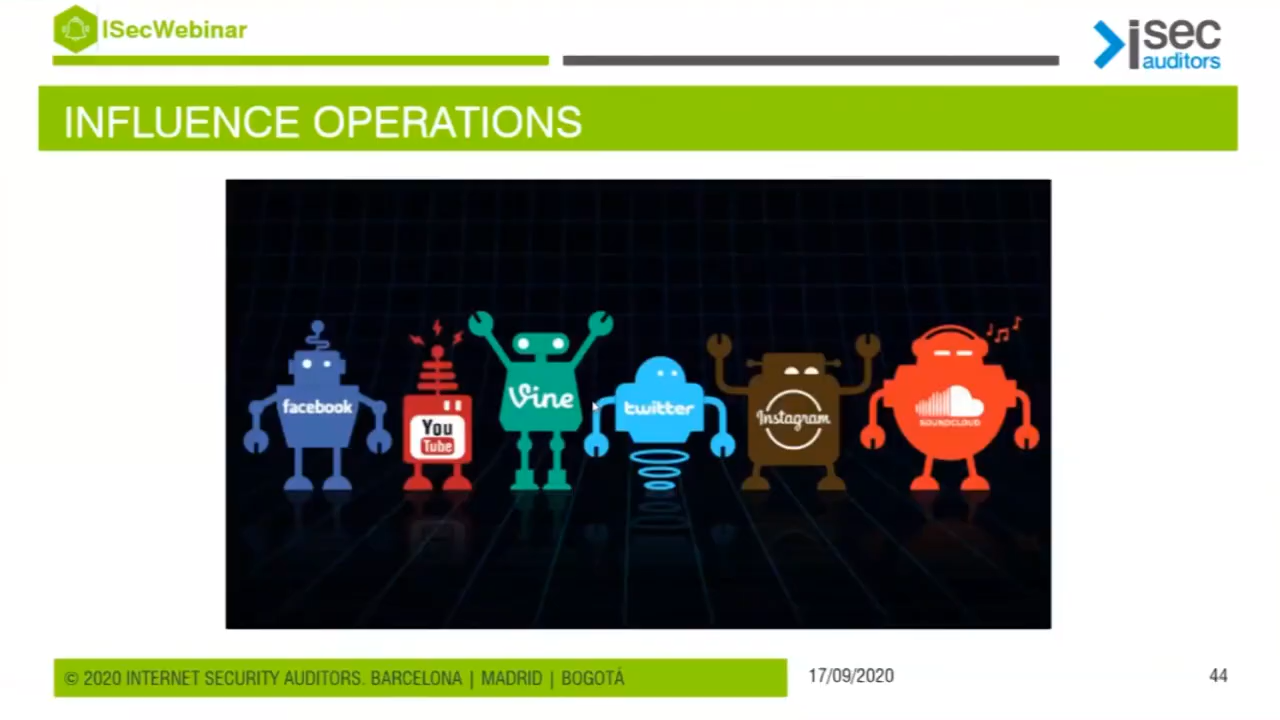 ISecWebinar
isec
auditors
INFLUENCE OPERATIONS
facebook
You
Tube
Vine
twitter
Instagram
SOUNDCLOUD
© 2020 INTERNET SECURITY AUDITORS. BARCELONA | MADRID | BOGOTÁ
17/09/2020
44